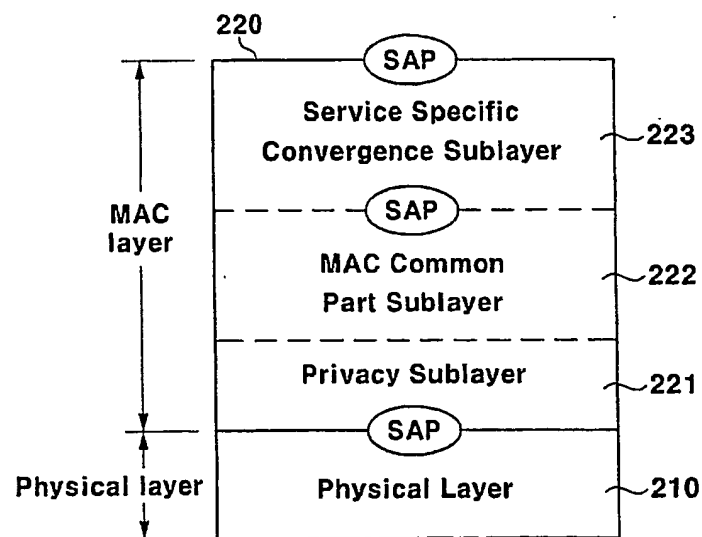 220
SAP
Service Specific
Convergence Sublayer
223
MAC
layer
SAP
MAC Common
Part Sublayer
222
Privacy Sublayer
221
SAP
Physical layer
Physical Layer
210